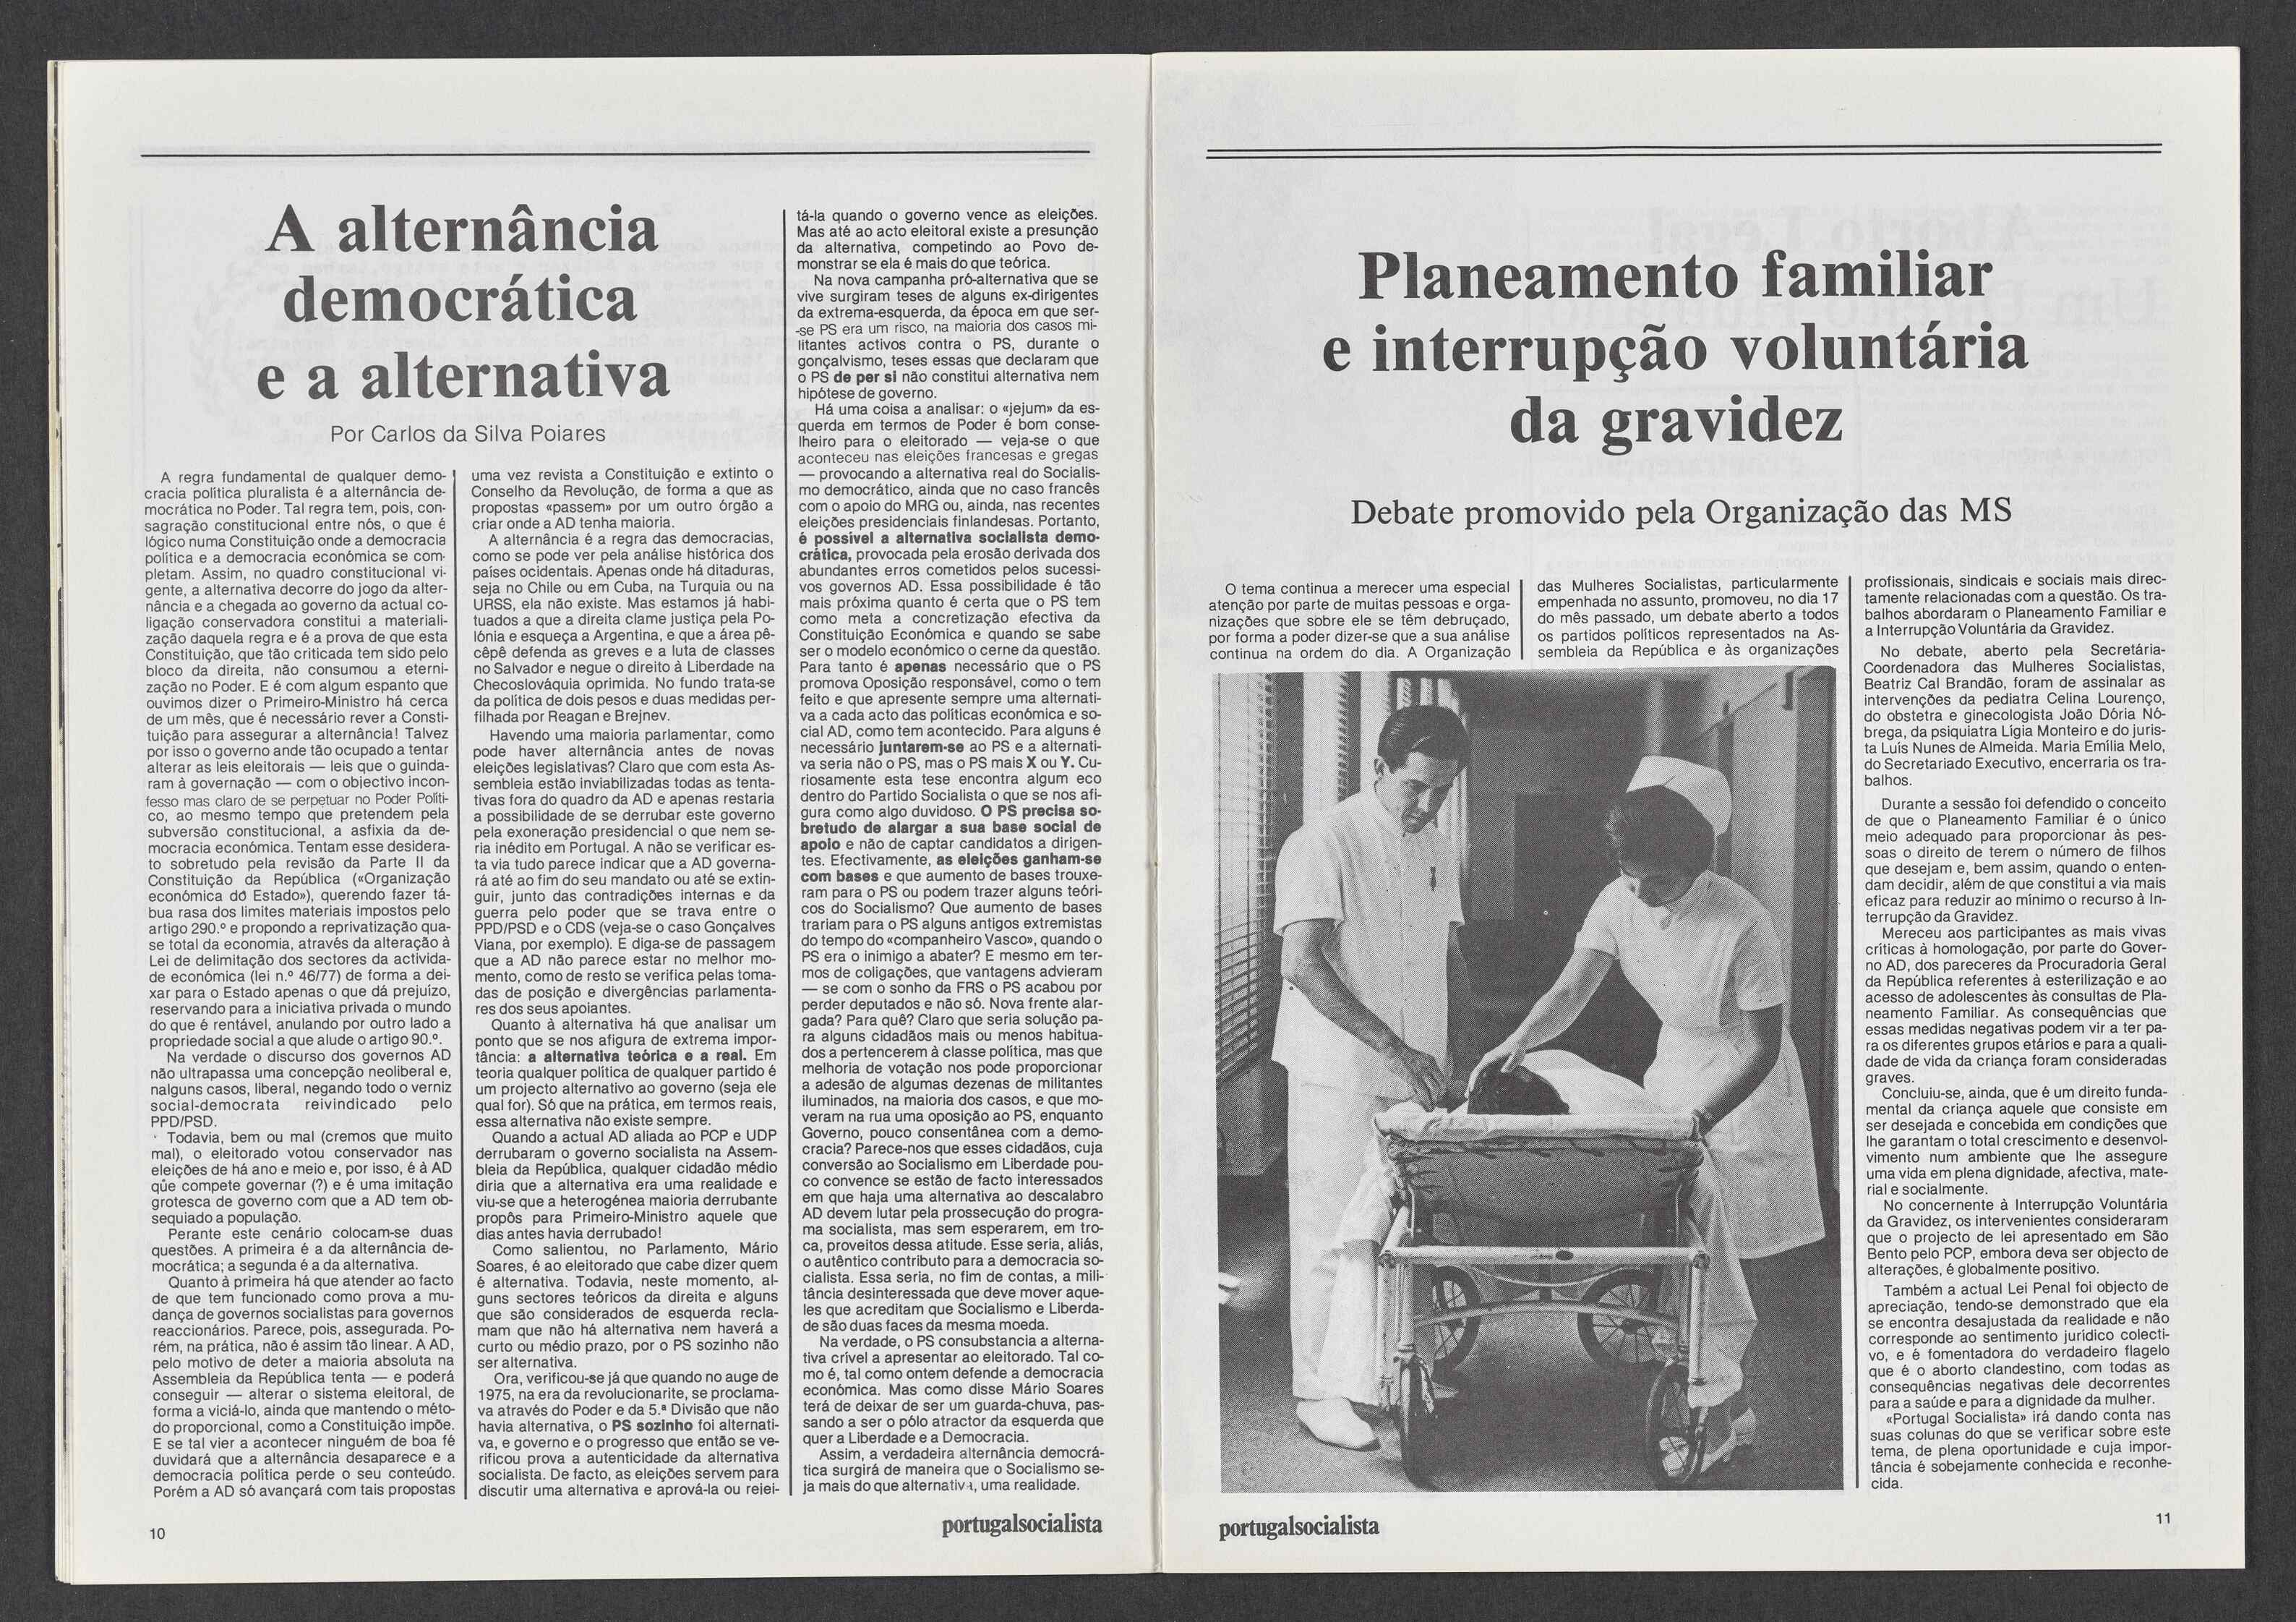 A alternância
democrática
e a alternativa
Por Carlos da Silva Poiares
A regra fundamental de qualquer demo-
cracia política pluralista é a alternância de-
mocrática no Poder. Tal regra tem, pois, con-
sagração constitucional entre nós, o que é
lógico numa Constituição onde a democracia
política e a democracia económica se com-
pletam. Assim, no quadro constitucional vi-
gente, a alternativa decorre do jogo da alter-
nância e a chegada ao governo da actual co-
ligação conservadora constitui a materiali-
zação daquela regra e é a prova de que esta
Constituição, que tão criticada tem sido pelo
bloco da direita, não consumou a eterni-
zação no Poder. E é com algum espanto que
ouvimos dizer o Primeiro-Ministro há cerca
de um mês, que é necessário rever a Consti-
tuição para assegurar a alternância! Talvez
por isso o governo ande tão ocupado a tentar
alterar as leis eleitorais — leis que o guinda-
ram à governação — com o objectivo incon-
fesso mas claro de se perpetuar no Poder Políti-
co, ao mesmo tempo que pretendem pela
subversão constitucional, a asfixia da de-
mocracia económica. Tentam esse desidera-
to sobretudo pela revisão da Parte II da
Constituição da República («Organização
económica do Estado»), querendo fazer tá-
bua rasa dos limites materiais impostos pelo
artigo 290.º e propondo a reprivatização qua-
se total da economia, através da alteração à
Lei de delimitação dos sectores da activida-
de económica (lei n.º 46/77) de forma a dei-
xar para o Estado apenas o que dá prejuízo,
reservando para a iniciativa privada o mundo
do que é rentável, anulando por outro lado a
propriedade social a que alude o artigo 90.º.
Na verdade o discurso dos governos AD
não ultrapassa uma concepção neoliberal e,
nalguns casos, liberal, negando todo o verniz
social-democrata reivindicado pelo
PPD/PSD.
Todavia, bem ou mal (cremos que muito
mal), o eleitorado votou conservador nas
eleições de há ano e meio e, por isso, é à AD
que compete governar (?) e é uma imitação
grotesca de governo com que a AD tem ob-
sequiado a população.
Perante este cenário colocam-se duas
questões. A primeira é a da alternância de-
mocrática; a segunda é a da alternativa.
Quanto à primeira há que atender ao facto
de que tem funcionado como prova a mu-
dança de governos socialistas para governos
reaccionários. Parece, pois, assegurada. Po-
rém, na prática, não é assim tão linear. A AD,
pelo motivo de deter a maioria absoluta na
Assembleia da República tenta — e poderá
conseguir — alterar o sistema eleitoral, de
forma a viciá-lo, ainda que mantendo o méto-
do proporcional, como a Constituição impõe.
E se tal vier a acontecer ninguém de boa fé
duvidará que a alternância desaparece e a
democracia política perde o seu conteúdo.
Porém a AD só avançará com tais propostas
uma vez revista a Constituição e extinto o
Conselho da Revolução, de forma a que as
propostas «passem» por um outro órgão a
criar onde a AD tenha maioria.
A alternância é a regra das democracias,
como se pode ver pela análise histórica dos
países ocidentais. Apenas onde há ditaduras,
seja no Chile ou em Cuba, na Turquia ou na
URSS, ela não existe. Mas estamos já habi-
tuados a que a direita clame justiça pela Po-
lónia e esqueça a Argentina, e que a área pê-
cêpê defenda as greves e a luta de classes
no Salvador e negue o direito à Liberdade na
Checoslováquia oprimida. No fundo trata-se
da política de dois pesos e duas medidas per-
filhada por Reagan e Brejnev.
Havendo uma maioria parlamentar, como
pode haver alternância antes de novas
eleições legislativas? Claro que com esta As-
sembleia estão inviabilizadas todas as tenta-
tivas fora do quadro da AD e apenas restaria
a possibilidade de se derrubar este governo
pela exoneração presidencial o que nem se-
ria inédito em Portugal. A não se verificar es-
ta via tudo parece indicar que a AD governa-
rá até ao fim do seu mandato ou até se extin-
guir, junto das contradições internas e da
guerra pelo poder que se trava entre o
PPD/PSD e o CDS (veja-se o caso Gonçalves
Viana, por exemplo). E diga-se de passagem
que a AD não parece estar no melhor mo-
mento, como de resto se verifica pelas toma-
das de posição e divergências parlamenta-
res dos seus apoiantes.
Quanto à alternativa há que analisar um
ponto que se nos afigura de extrema impor-
tância: a alternativa teórica e a real. Em
teoria qualquer política de qualquer partido é
um projecto alternativo ao governo (seja ele
qual for). Só que na prática, em termos reais,
essa alternativa não existe sempre.
Quando a actual AD aliada ao PCP e UDP
derrubaram o governo socialista na Assem-
bleia da República, qualquer cidadão médio
diria que a alternativa era uma realidade e
viu-se que a heterogénea maioria derrubante
propôs para Primeiro-Ministro aquele que
dias antes havia derrubado!
Como salientou, no Parlamento, Mário
Soares, é ao eleitorado que cabe dizer quem
é alternativa. Todavia, neste momento, al-
guns sectores teóricos da direita e alguns
que são considerados de esquerda recla-
mam que não há alternativa nem haverá a
curto ou médio prazo, por o PS sozinho não
ser alternativa.
Ora, verificou-se já que quando no auge de
1975, na era da revolucionarite, se proclama-
va através do Poder e da 5.ª Divisão que não
havia alternativa, o PS sozinho foi alternati-
va, e governo e o progresso que então se ve-
rificou prova a autenticidade da alternativa
socialista. De facto, as eleições servem para
discutir uma alternativa e aprová-la ou rejei-
tá-la quando o governo vence as eleições.
Mas até ao acto eleitoral existe a presunção
da alternativa, competindo ao Povo de-
monstrar se ela é mais do que teórica.
Na nova campanha pró-alternativa que se
vive surgiram teses de alguns ex-dirigentes
da extrema-esquerda, da época em que ser-
-se PS era um risco, na maioria dos casos mi-
litantes activos contra o PS, durante o
gonçalvismo, teses essas que declaram que
o PS de per si não constitui alternativa nem
hipótese de governo.
Há uma coisa a analisar: o «jejum» da es-
querda em termos de Poder é bom conse-
lheiro para o eleitorado — veja-se o que
aconteceu nas eleições francesas e gregas
— provocando a alternativa real do Socialis-
mo democrático, ainda que no caso francês
com o apoio do MRG ou, ainda, nas recentes
eleições presidenciais finlandesas. Portanto,
é possível a alternativa socialista demo-
crática, provocada pela erosão derivada dos
abundantes erros cometidos pelos sucessi-
vos governos AD. Essa possibilidade é tão
mais próxima quanto é certa que o PS tem
como meta a concretização efectiva da
Constituição Económica e quando se sabe
ser o modelo económico o cerne da questão.
Para tanto é apenas necessário que o PS
promova Oposição responsável, como o tem
feito e que apresente sempre uma alternati-
va a cada acto das políticas económica e so-
cial AD, como tem acontecido. Para alguns é
necessário juntarem-se ao PS e a alternati-
va seria não o PS, mas o PS mais X ou Y. Cu-
riosamente esta tese encontra algum eco
dentro do Partido Socialista o que se nos afi-
gura como algo duvidoso. O PS precisa so-
bretudo de alargar a sua base social de
apoio e não de captar candidatos a dirigen-
tes. Efectivamente, as eleições ganham-se
com bases e que aumento de bases trouxe-
ram para o PS ou podem trazer alguns teóri-
cos do Socialismo? Que aumento de bases
trariam para o PS alguns antigos extremistas
do tempo do «companheiro Vasco», quando o
PS era o inimigo a abater? E mesmo em ter-
mos de coligações, que vantagens advieram
— se com o sonho da FRS o PS acabou por
perder deputados e não só. Nova frente alar-
gada? Para quê? Claro que seria solução pa-
ra alguns cidadãos mais ou menos habitua-
dos a pertencerem à classe política, mas que
melhoria de votação nos pode proporcionar
a adesão de algumas dezenas de militantes
iluminados, na maioria dos casos, e que mo-
veram na rua uma oposição ao PS, enquanto
Governo, pouco consentânea com a demo-
cracia? Parece-nos que esses cidadãos, cuja
conversão ao Socialismo em Liberdade pou-
co convence se estão de facto interessados
em que haja uma alternativa ao descalabro
AD devem lutar pela prossecução do progra-
ma socialista, mas sem esperarem, em tro-
ca, proveitos dessa atitude. Esse seria, aliás,
o autêntico contributo para a democracia so-
cialista. Essa seria, no fim de contas, a mili-
tância desinteressada que deve mover aque-
les que acreditam que Socialismo e Liberda-
de são duas faces da mesma moeda.
Na verdade, o PS consubstancia a alterna-
tiva crível a apresentar ao eleitorado. Tal co-
mo é, tal como ontem defende a democracia
económica. Mas como disse Mário Soares
terá de deixar de ser um guarda-chuva, pas-
sando a ser o pólo atractor da esquerda que
quer a Liberdade e a Democracia.
Assim, a verdadeira alternância democrá-
tica surgirá de maneira que o Socialismo se-
ja mais do que alternativa, uma realidade.
10
portugalsocialista
Planeamento familiar
e interrupção voluntária
da gravidez
Debate promovido pela Organização das MS
O tema continua a merecer uma especial
atenção por parte de muitas pessoas e orga-
nizações que sobre ele se têm debruçado,
por forma a poder dizer-se que a sua análise
continua na ordem do dia. A Organização
das Mulheres Socialistas, particularmente
empenhada no assunto, promoveu, no dia 17
do mês passado, um debate aberto a todos
os partidos políticos representados na As-
sembleia da República e às organizações
profissionais, sindicais e sociais mais direc-
tamente relacionadas com a questão. Os tra-
balhos abordaram o Planeamento Familiar e
a Interrupção Voluntária da Gravidez.
No debate, aberto pela Secretária-
Coordenadora das Mulheres Socialistas,
Beatriz Cal Brandão, foram de assinalar as
intervenções da pediatra Celina Lourenço,
do obstetra e ginecologista João Dória Nó-
brega, da psiquiatra Lígia Monteiro e do juris-
ta Luís Nunes de Almeida. Maria Emília Melo,
do Secretariado Executivo, encerraria os tra-
balhos.
Durante a sessão foi defendido o conceito
de que o Planeamento Familiar é o único
meio adequado para proporcionar às pes-
soas o direito de terem o número de filhos
que desejam e, bem assim, quando o enten-
dam decidir, além de que constitui a via mais
eficaz para reduzir ao mínimo o recurso à In-
terrupção da Gravidez.
Mereceu aos participantes as mais vivas
críticas à homologação, por parte do Gover-
no AD, dos pareceres da Procuradoria Geral
da República referentes à esterilização e ao
acesso de adolescentes às consultas de Pla-
neamento Familiar. As consequências que
essas medidas negativas podem vir a ter pa-
ra os diferentes grupos etários e para a quali-
dade de vida da criança foram consideradas
graves.
Concluiu-se, ainda, que é um direito funda-
mental da criança aquele que consiste em
ser desejada e concebida em condições que
lhe garantam o total crescimento e desenvol-
vimento num ambiente que lhe assegure
uma vida em plena dignidade, afectiva, mate-
rial e socialmente.
No concernente à Interrupção Voluntária
da Gravidez, os intervenientes consideraram
que o projecto de lei apresentado em São
Bento pelo PCP, embora deva ser objecto de
alterações, é globalmente positivo.
Também a actual Lei Penal foi objecto de
apreciação, tendo-se demonstrado que ela
se encontra desajustada da realidade e não
corresponde ao sentimento jurídico colecti-
vo, e é fomentadora do verdadeiro flagelo
que é o aborto clandestino, com todas as
consequências negativas dele decorrentes
para a saúde e para a dignidade da mulher.
«Portugal Socialista» irá dando conta nas
suas colunas do que se verificar sobre este
tema, de plena oportunidade e cuja impor-
tância é sobejamente conhecida e reconhe-
cida.
portugalsocialista
11